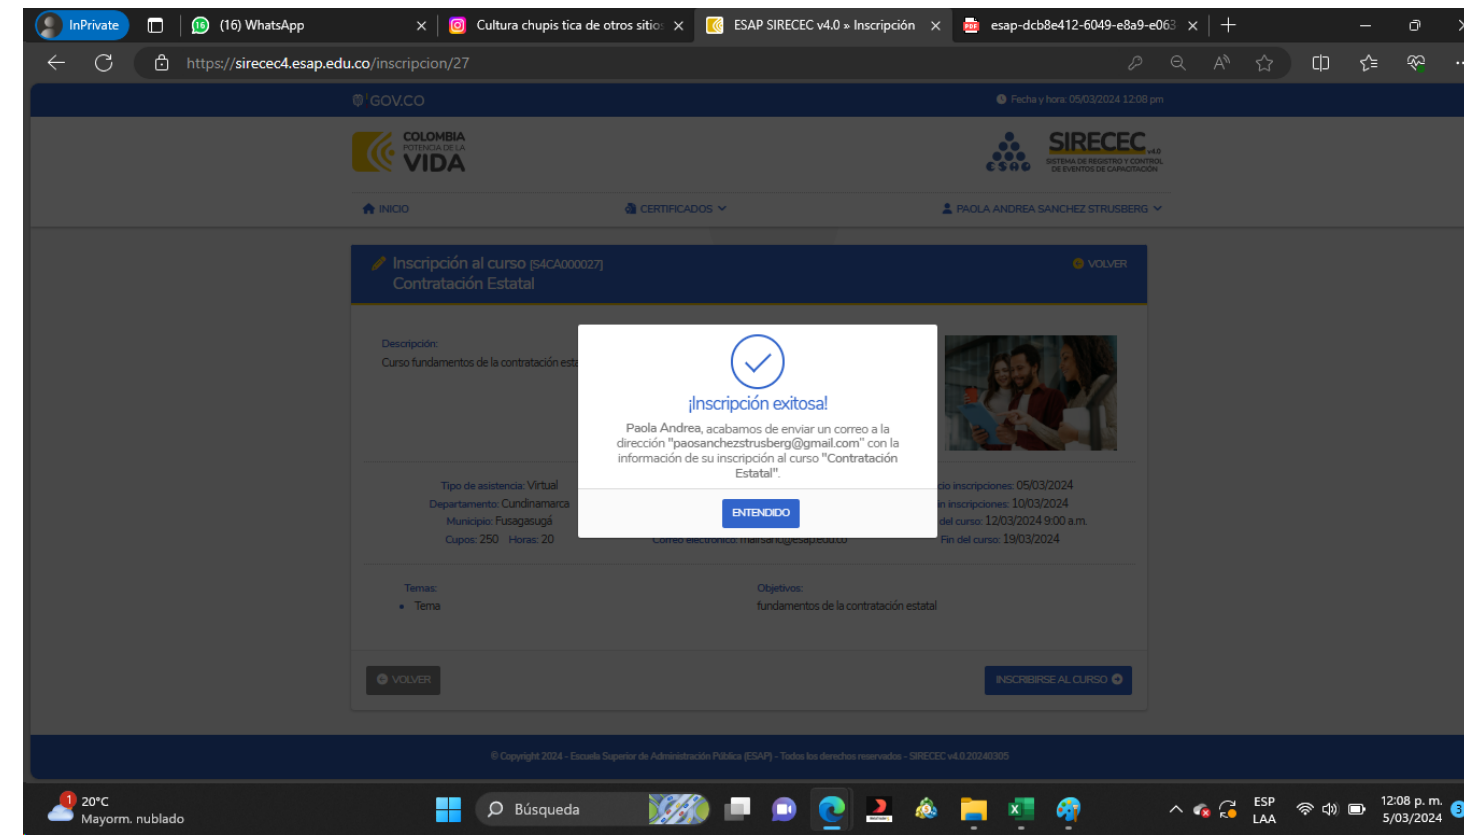 InPrivate
(16) WhatsApp
Cultura chupis tica de otros sitios
ESAP SIRECEC v4.0 » Inscripción
PDF
esap-dcb8e412-6049-e8a9-e063
https://sirecec4.esap.edu.co/inscripcion/27
GOV.CO
Fecha y hora: 05/03/2024 12:08 pm
COLOMBIA
POTENCIA DE LA
VIDA
ESAP
SIRECEC v4.0
SISTEMA DE REGISTRO Y CONTROL
DE EVENTOS DE CAPACITACIÓN
INICIO
CERTIFICADOS
PAOLA ANDREA SANCHEZ STRUSBERG
Inscripción al curso [S4CA000027]
Contratación Estatal
VOLVER
Descripción:
Curso fundamentos de la contratación esta
¡Inscripción exitosa!
Paola Andrea, acabamos de enviar un correo a la
dirección "paosanchezstrusberg@gmail.com" con la
información de su inscripción al curso "Contratación
Estatal".
ENTENDIDO
Tipo de asistencia: Virtual
Departamento: Cundinamarca
Municipio: Fusagasugá
Cupos: 250 Horas: 20
cio inscripciones: 05/03/2024
in inscripciones: 10/03/2024
del curso: 12/03/2024 9:00 a.m.
Fin del curso: 19/03/2024
Temas:
Tema
Objetivos:
fundamentos de la contratación estatal
VOLVER
INSCRIBIRSE AL CURSO
© Copyright 2024 - Escuela Superior de Administración Pública (ESAP) - Todos los derechos reservados - SIRECEC v4.0.20240305
1
20°C
Mayorm. nublado
Búsqueda
ESP
LAA
12:08 p. m.
5/03/2024
3